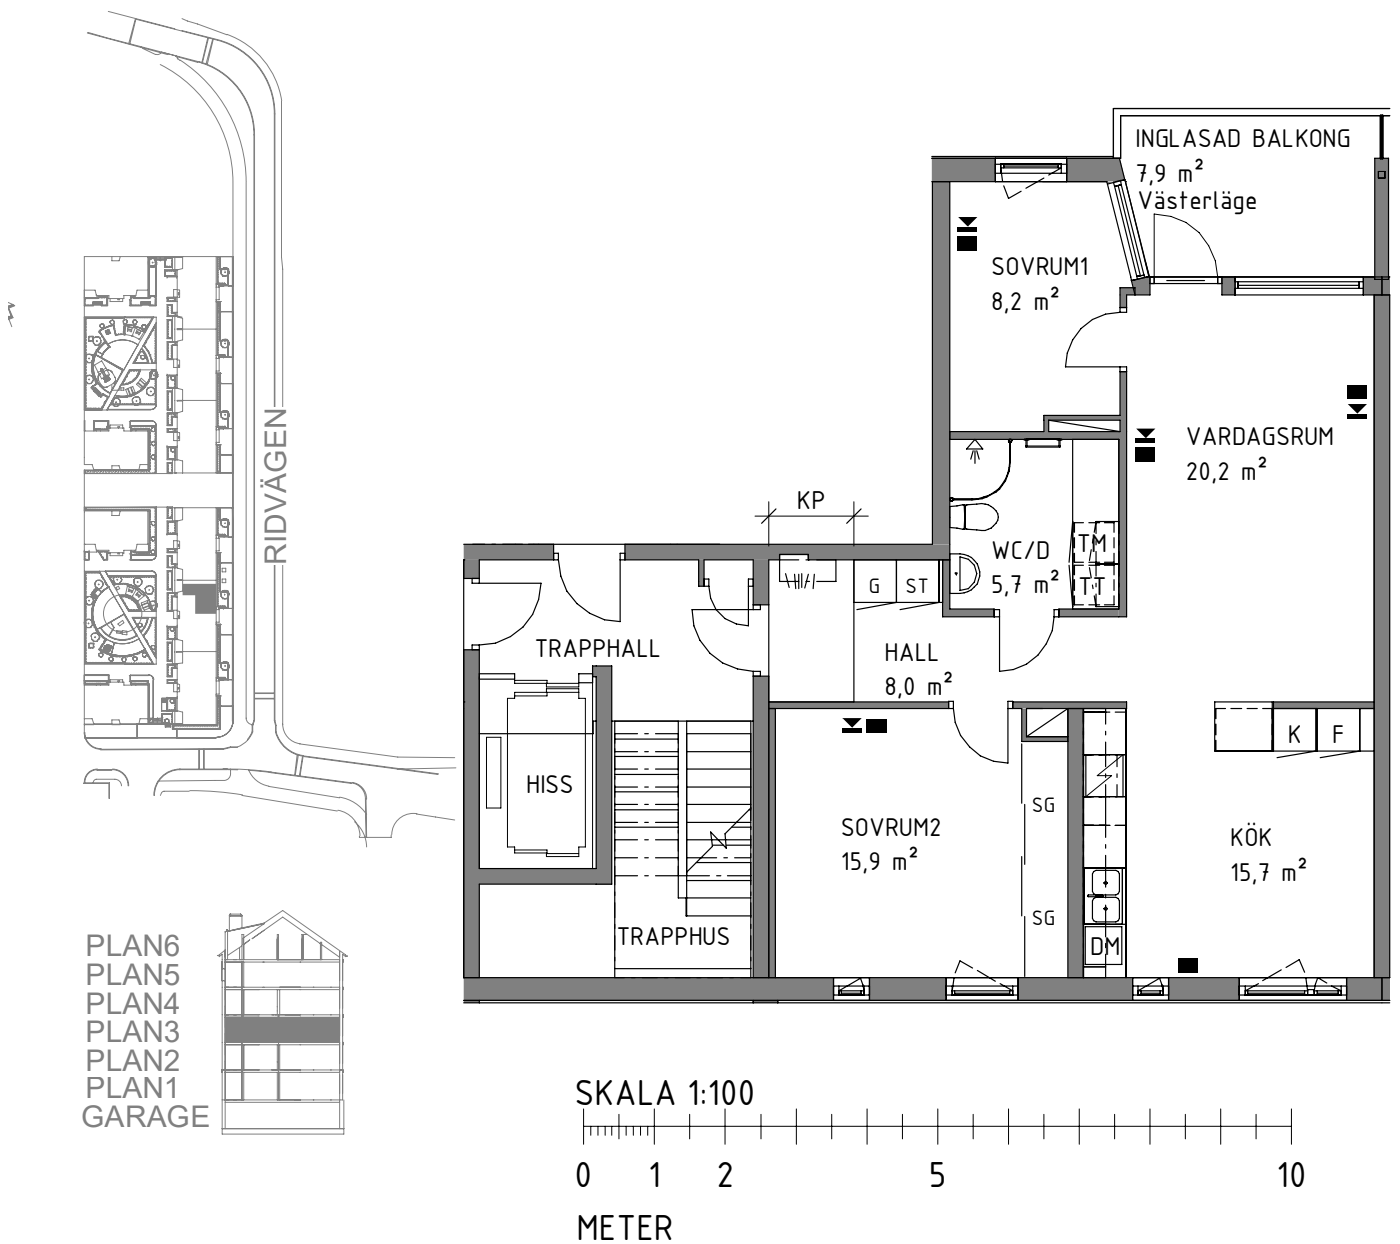 INGLASAD BALKONG
7,9 m²
Västerläge
SOVRUM1
8,2 m²
RIDVÄGEN
VARDAGSRUM
20,2 m²
KP
WC/D
5,7 m²
TM
TT
G
ST
TRAPPHALL
HALL
8,0 m²
K
F
HISS
SG
SOVRUM2
15,9 m²
KÖK
15,7 m²
SG
TRAPPHUS
DM
PLAN6
PLAN5
PLAN4
PLAN3
PLAN2
PLAN1
GARAGE
SKALA 1:100
0 1 2 5 10
METER